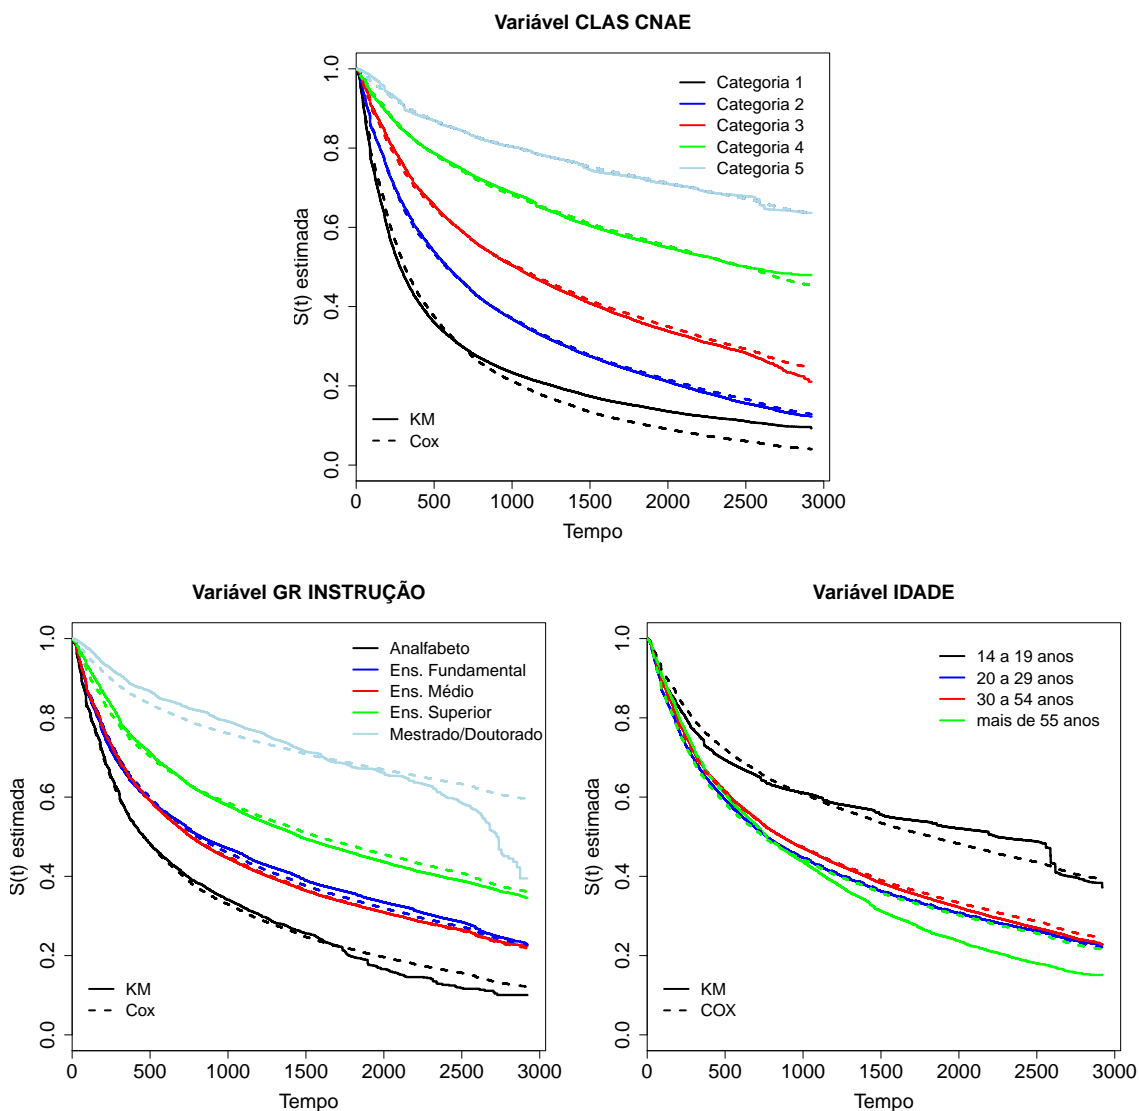 Variável CLAS CNAE
S(t) estimada
1.0
0.8
0.6
0.4
0.2
0.0
Categoria 1
Categoria 2
Categoria 3
Categoria 4
Categoria 5
KM
Cox
0 500 1000 1500 2000 2500 3000
Tempo
Variável GR INSTRUÇÃO
S(t) estimada
1.0
0.8
0.6
0.4
0.2
0.0
Analfabeto
Ens. Fundamental
Ens. Médio
Ens. Superior
Mestrado/Doutorado
KM
Cox
0 500 1000 1500 2000 2500 3000
Tempo
Variável IDADE
S(t) estimada
1.0
0.8
0.6
0.4
0.2
0.0
14 a 19 anos
20 a 29 anos
30 a 54 anos
mais de 55 anos
KM
COX
0 500 1000 1500 2000 2500 3000
Tempo